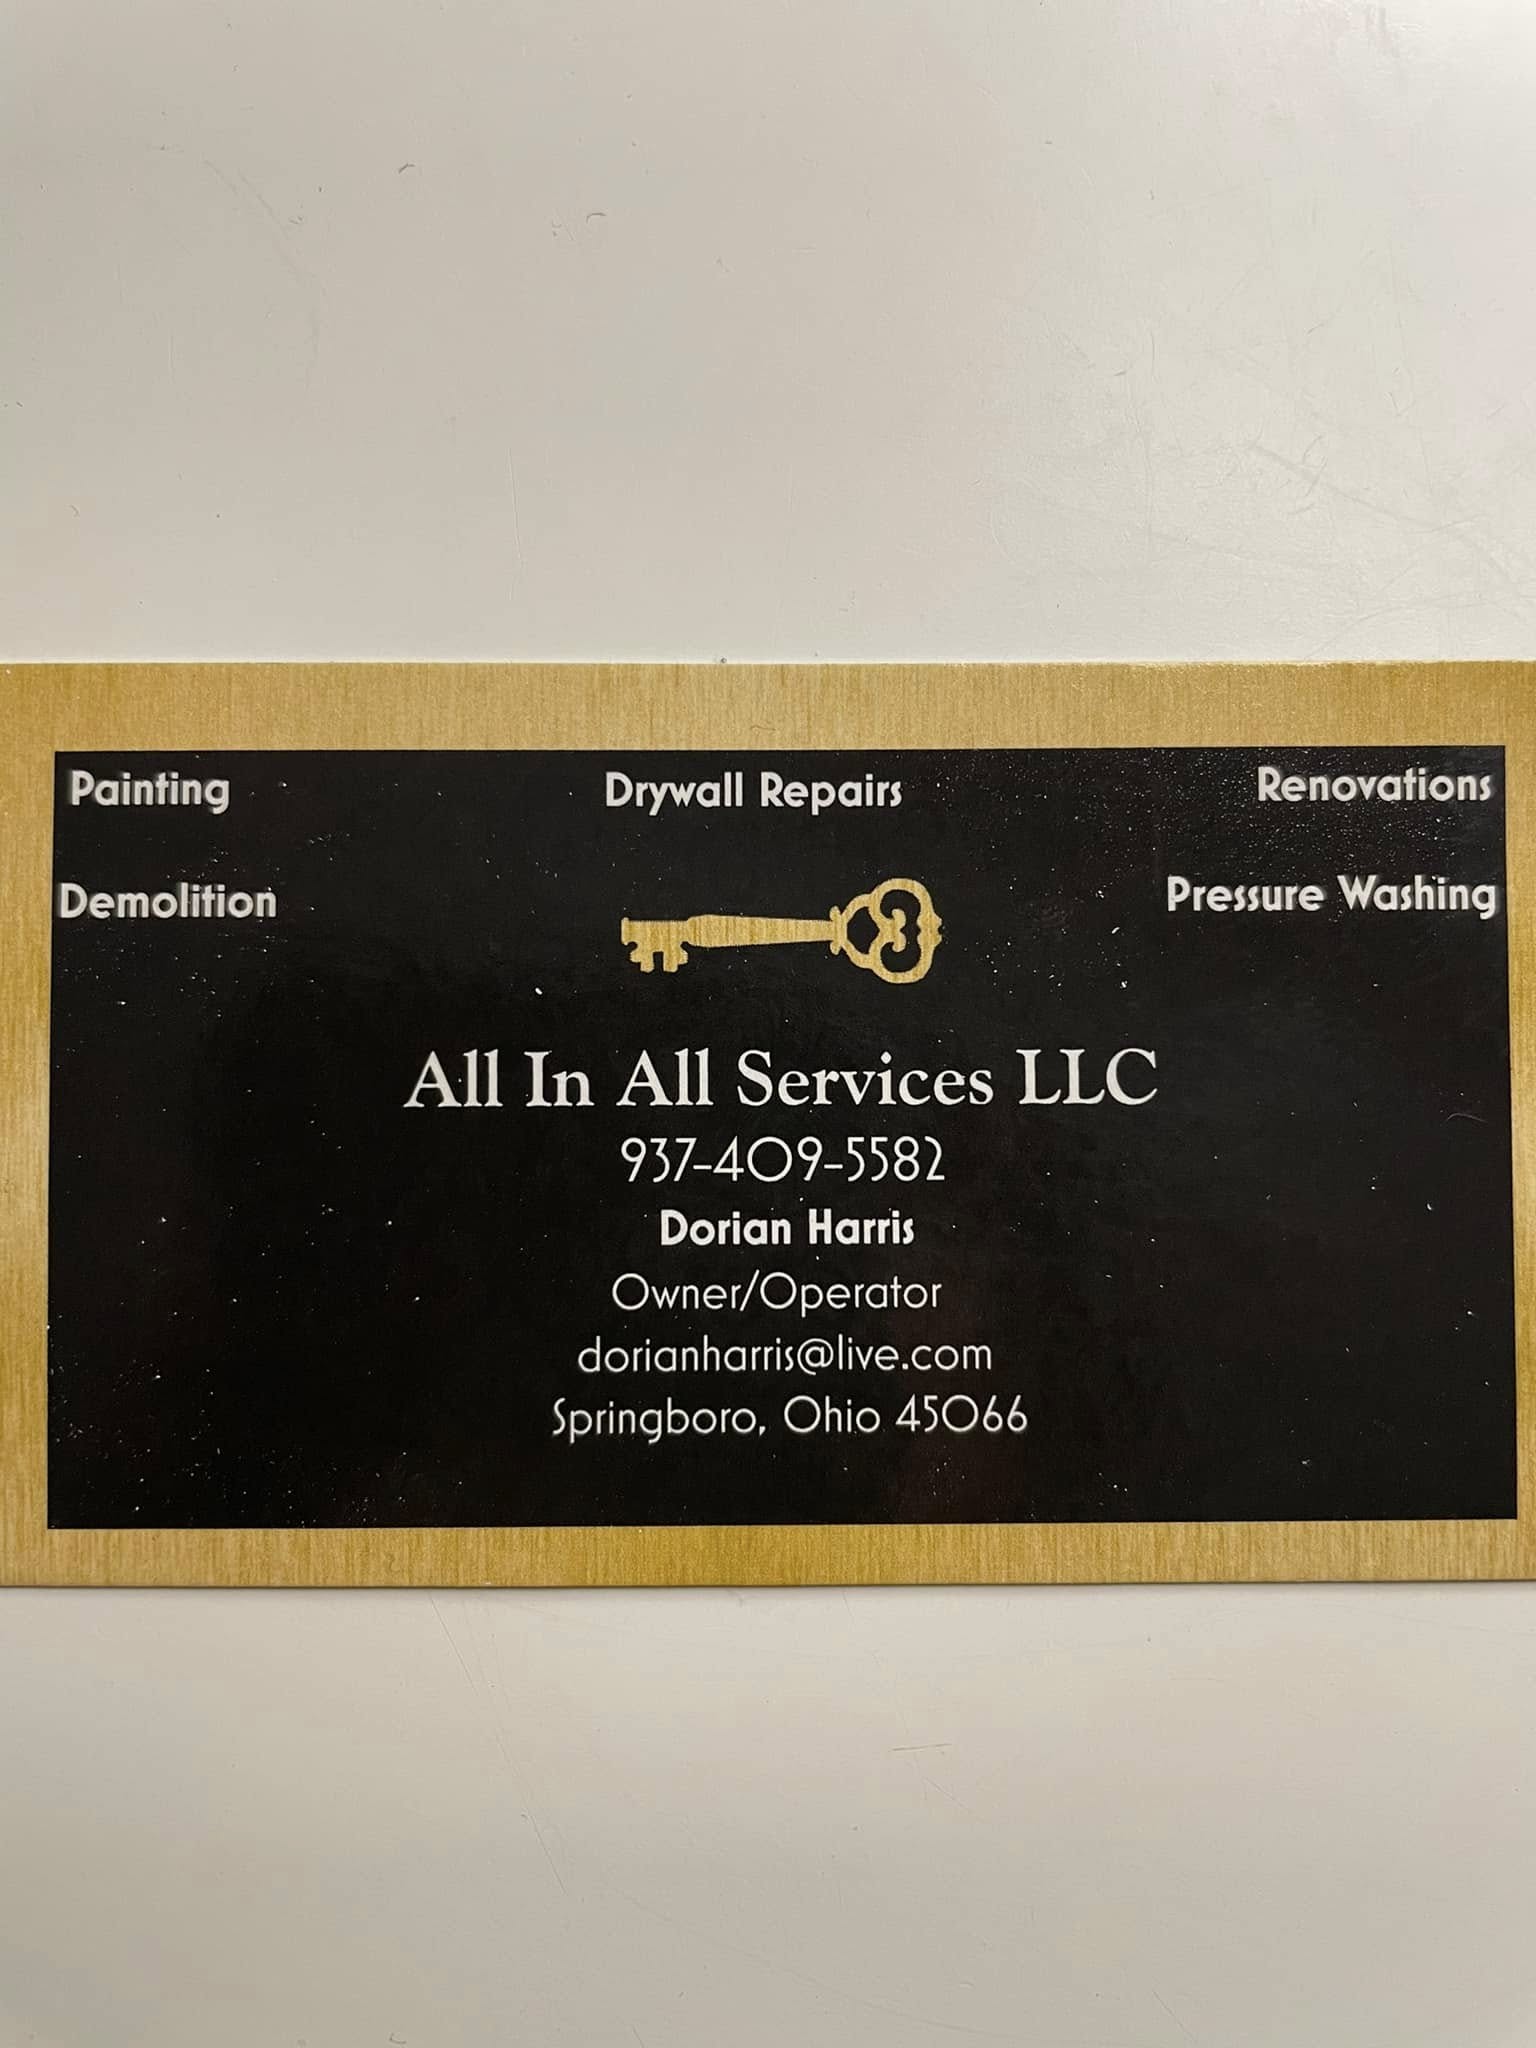 Painting Drywall Repairs Renovations
Demolition Pressure Washing
All In All Services LLC
937-409-5582
Dorian Harris
Owner/Operator
dorianharris@live.com
Springboro, Ohio 45066